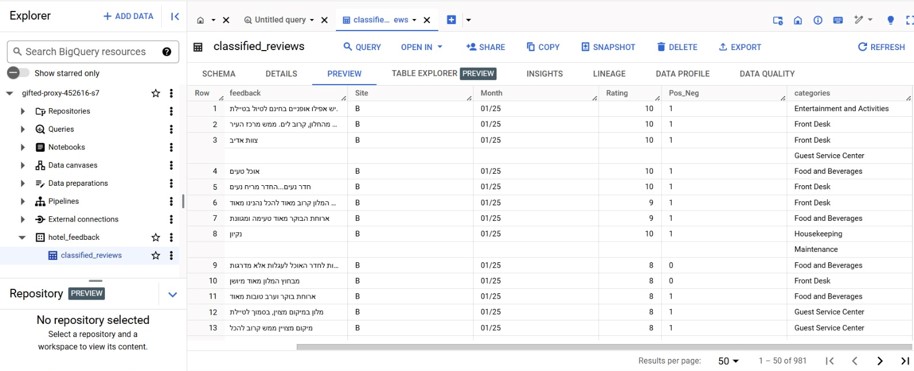 Explorer
+ ADD DATA
Search BigQuery resources
Show starred only
gifted-proxy-452616-s7
Repositories
Queries
Notebooks
Data canvases
Data preparations
Pipelines
External connections
hotel_feedback
classified_reviews
Repository PREVIEW
No repository selected
Select a repository and a
workspace to view its content.
Untitled query
classifie... ews
classified_reviews QUERY OPEN IN SHARE COPY SNAPSHOT DELETE EXPORT REFRESH
SCHEMA DETAILS PREVIEW TABLE EXPLORER PREVIEW INSIGHTS LINEAGE DATA PROFILE DATA QUALITY
Row feedback Site Month Rating Pos_Neg categories
1 יש אפילו אופניים בחינם לטיול בטיילת. B 01/25 10 1 Entertainment and Activities
2 מהחלון, קרוב לים. ממש מרכז העיר ... B 01/25 10 1 Front Desk
3 צוות אדיב B 01/25 10 1 Front Desk
Guest Service Center
4 אוכל טעים B 01/25 10 1 Food and Beverages
5 חדר נעים...החדר מריח נעים B 01/25 10 1 Front Desk
6 המלון קרוב מאוד להכל נהנינו מאוד ... B 01/25 9 1 Front Desk
7 ארוחת הבוקר מאוד טעימה ומגוונת B 01/25 9 1 Food and Beverages
8 נקיון B 01/25 10 1 Housekeeping
Maintenance
9 ות לחדר האוכל לעגלות אלא מדרגות... B 01/25 8 0 Food and Beverages
10 מבחוץ המלון מאוד מיושן B 01/25 8 0 Front Desk
11 ארוחת בוקר וערב טובות מאוד B 01/25 8 1 Food and Beverages
12 מלון במיקום מצוין, בסמוך לטיילת B 01/25 8 1 Guest Service Center
13 מיקום מצויין ממש קרוב להכל B 01/25 8 1 Guest Service Center
Results per page: 50 1 – 50 of 981